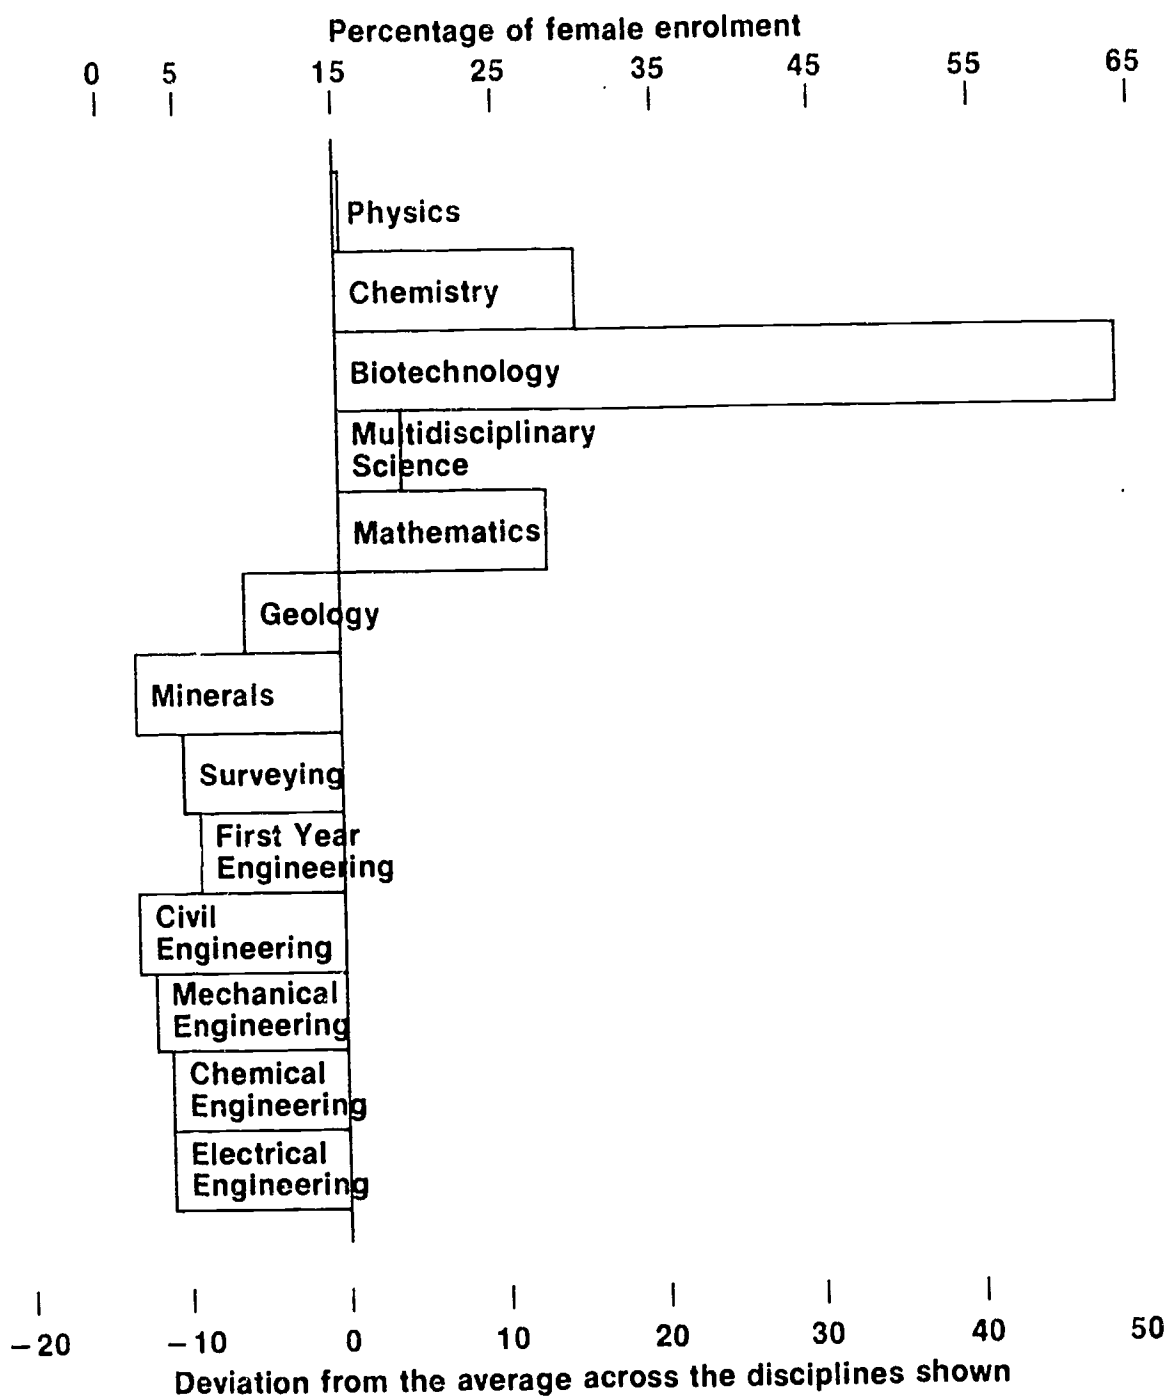 Percentage of female enrolment
0 5 15 25 35 45 55 65
Physics
Chemistry
Biotechnology
Multidisciplinary
Science
Mathematics
Geology
Minerals
Surveying
First Year
Engineering
Civil
Engineering
Mechanical
Engineering
Chemical
Engineering
Electrical
Engineering
−20 −10 0 10 20 30 40 50
Deviation from the average across the disciplines shown